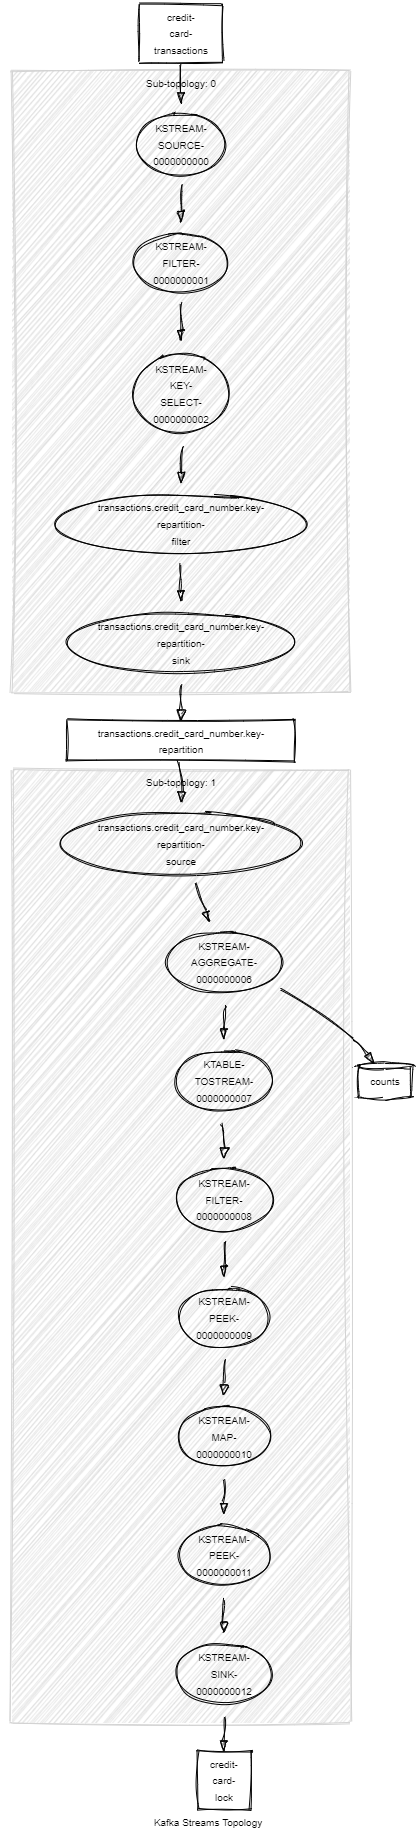 credit-
card-
transactions
Sub-topology: 0
KSTREAM-
SOURCE-
0000000000
KSTREAM-
FILTER-
0000000001
KSTREAM-
KEY-
SELECT-
0000000002
transactions.credit_card_number.key-
repartition-
filter
transactions.credit_card_number.key-
repartition-
sink
transactions.credit_card_number.key-
repartition
Sub-topology: 1
transactions.credit_card_number.key-
repartition-
source
KSTREAM-
AGGREGATE-
0000000006
KTABLE-
TOSTREAM-
0000000007
counts
KSTREAM-
FILTER-
0000000008
KSTREAM-
PEEK-
0000000009
KSTREAM-
MAP-
0000000010
KSTREAM-
PEEK-
0000000011
KSTREAM-
SINK-
0000000012
credit-
card-
lock
Kafka Streams Topology